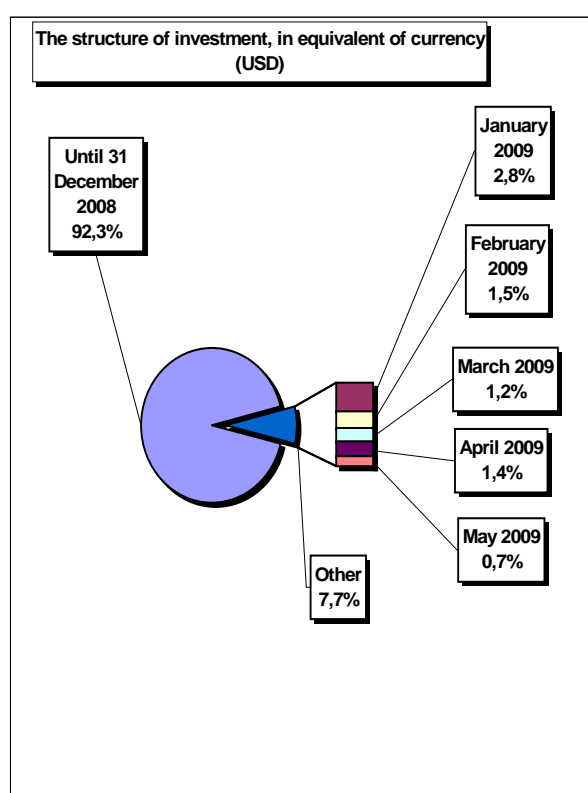 The structure of investment, in equivalent of currency
(USD)
Until 31
December
2008
92,3%
January
2009
2,8%
February
2009
1,5%
March 2009
1,2%
April 2009
1,4%
May 2009
0,7%
Other
7,7%